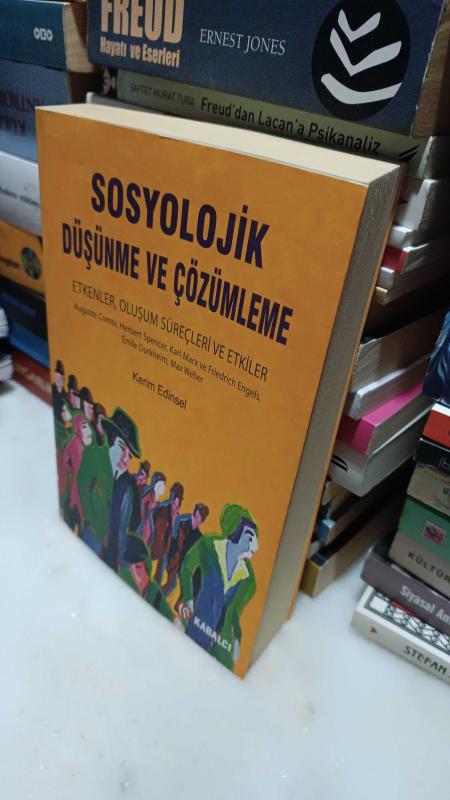 FREUD
Hayatı ve Eserleri
ERNEST JONES
SAFFET MURAT TURA Freud'dan Lacan'a Psikanaliz
SOSYOLOJİK
DÜŞÜNME VE ÇÖZÜMLEME
ETKENLER, OLUŞUM SÜREÇLERİ VE ETKİLER
Auguste Comte, Herbert Spencer, Karl Marx ve Friedrich Engels,
Emile Durkheim, Max Weber
Kerim Edinsel
KABALCI
KÜLTÜR
Siyasal
STEFAN